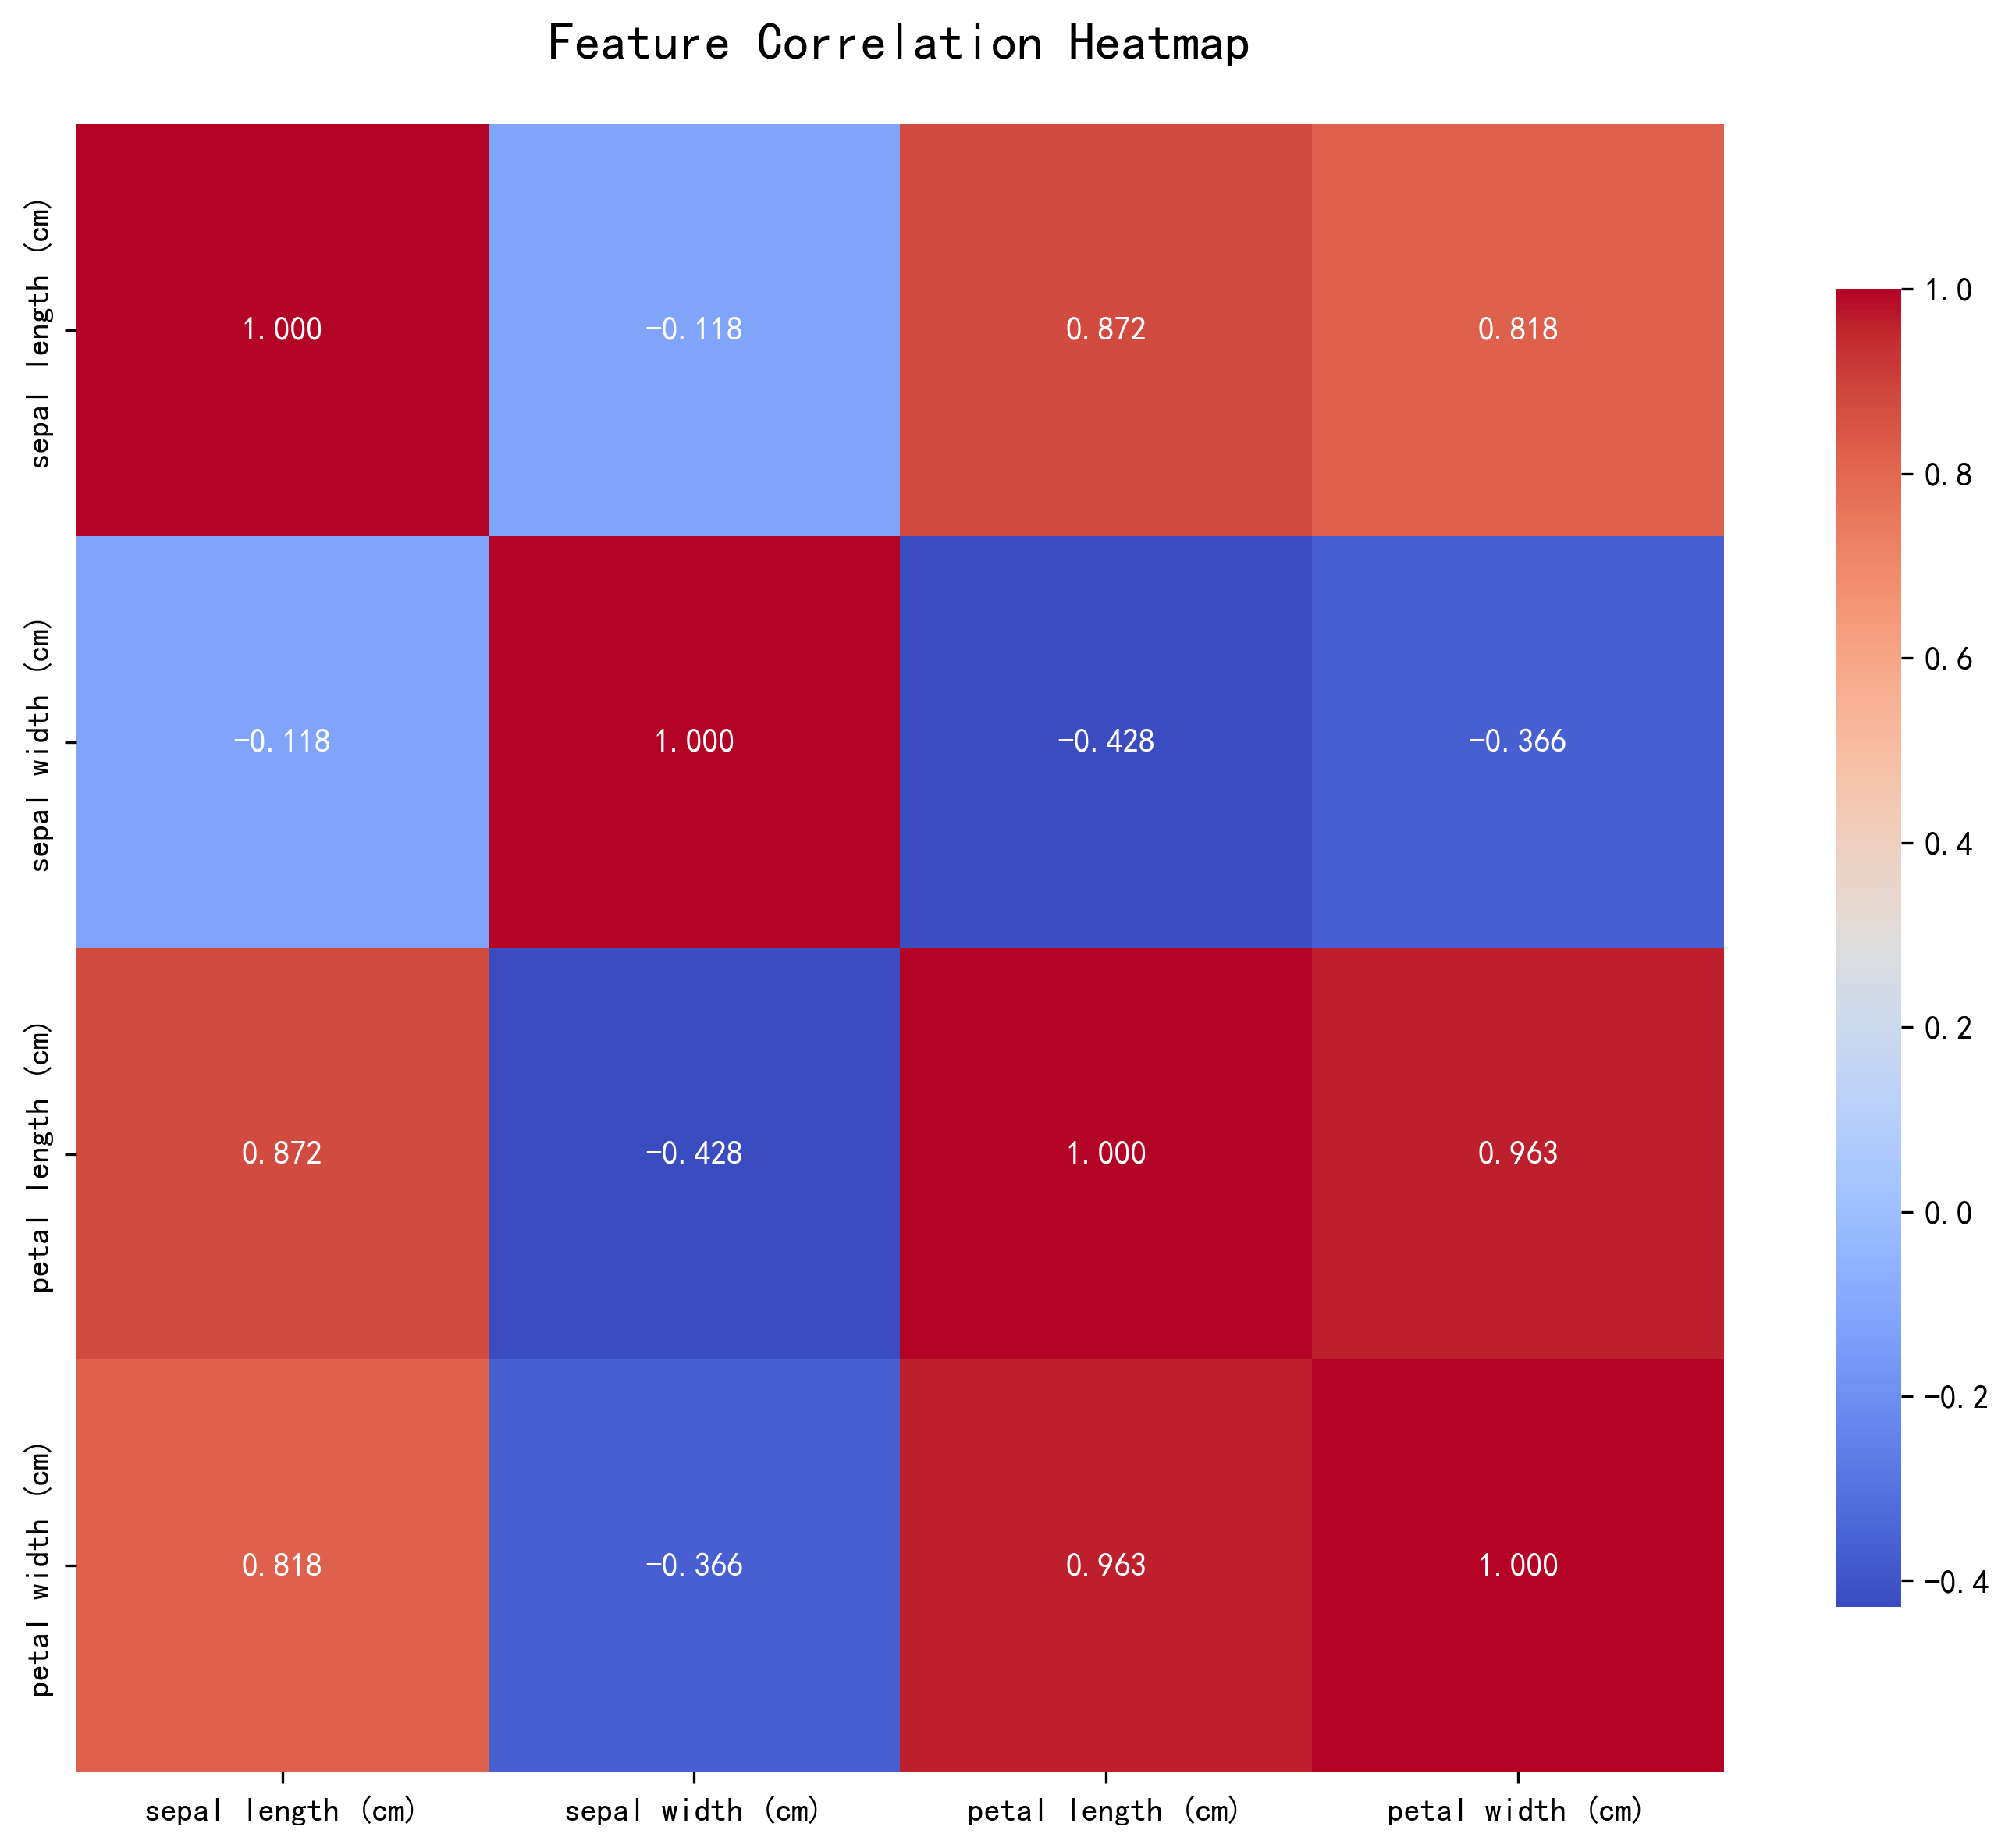 Feature Correlation Heatmap
sepal length (cm)
1.000 −0.118 0.872 0.818
sepal width (cm)
−0.118 1.000 −0.428 −0.366
petal length (cm)
0.872 −0.428 1.000 0.963
petal width (cm)
0.818 −0.366 0.963 1.000
sepal length (cm) sepal width (cm) petal length (cm) petal width (cm)
1.0
0.8
0.6
0.4
0.2
0.0
−0.2
−0.4